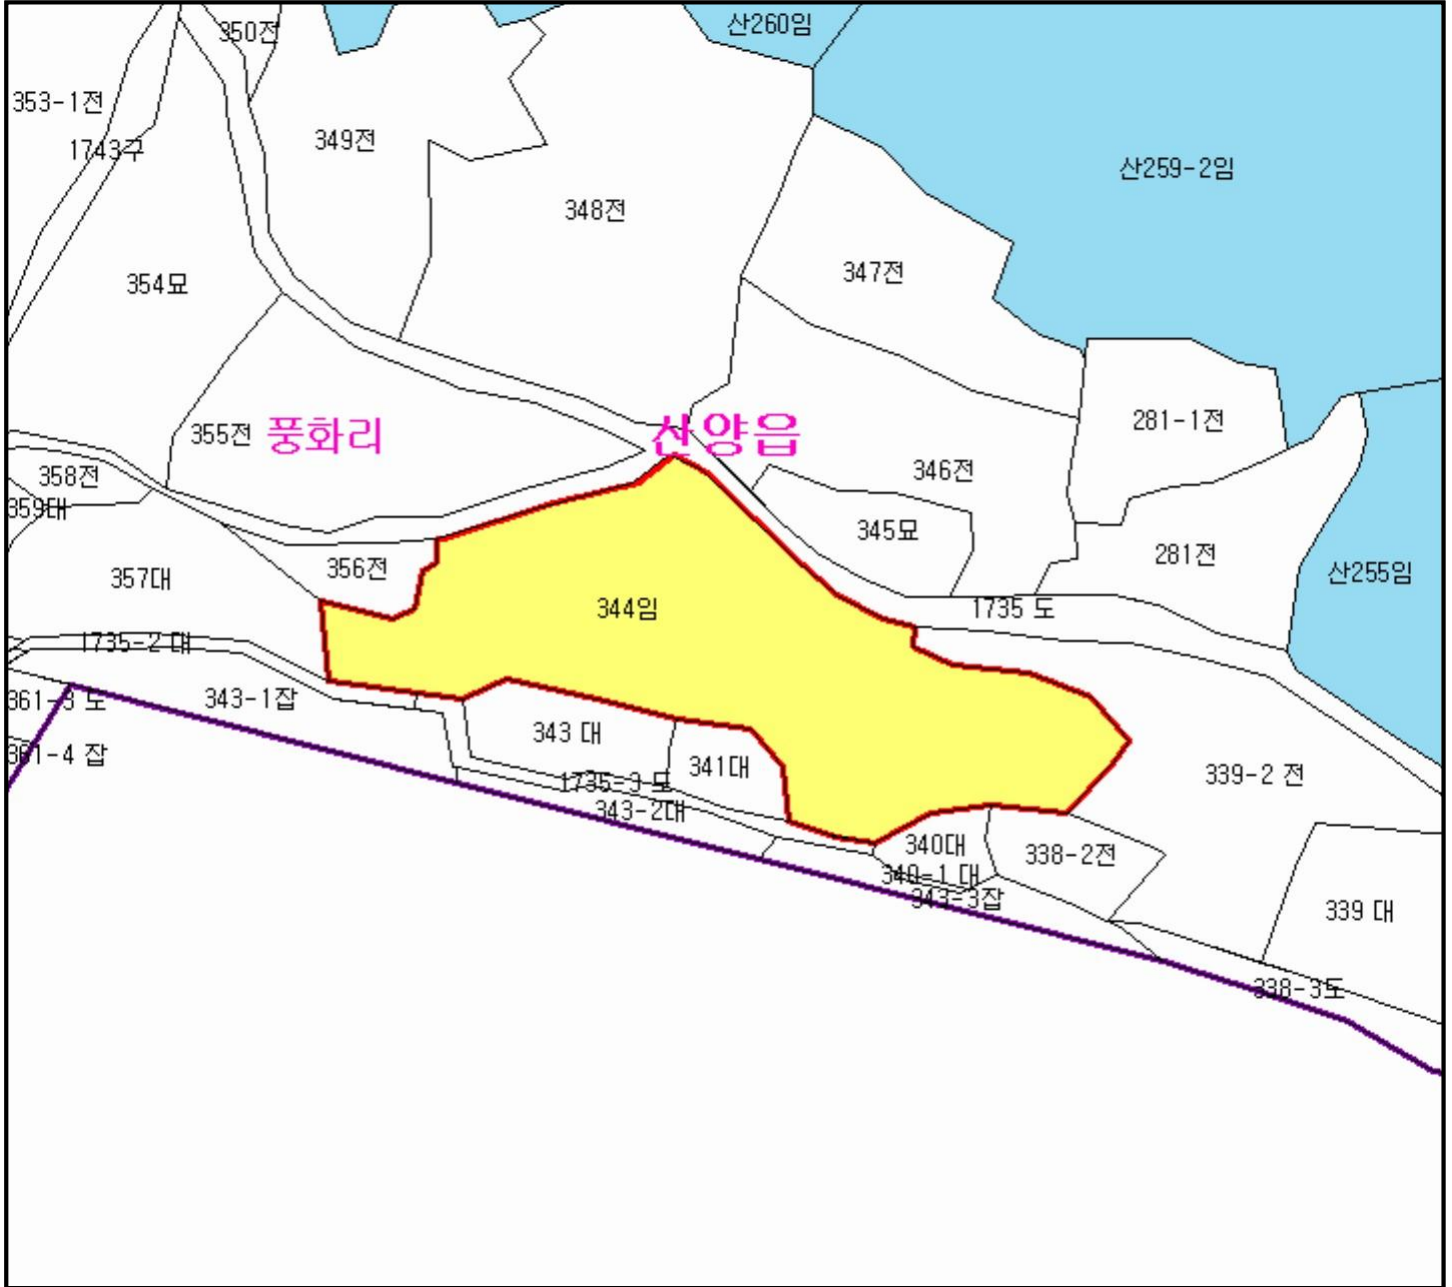 350전
산260임
353-1전
349전
1743구
산259-2임
348전
347전
354묘
281-1전
355전
풍화리
산양읍
346전
358전
359대
345묘
281전
356전
357대
산255임
344임
1735 도
1735-2 대
361-3 도
343-1잡
343 대
361-4 잡
341대
339-2 전
1735-3 도
343-2대
340대
338-2전
340-1 대
343-3잡
339 대
338-3도